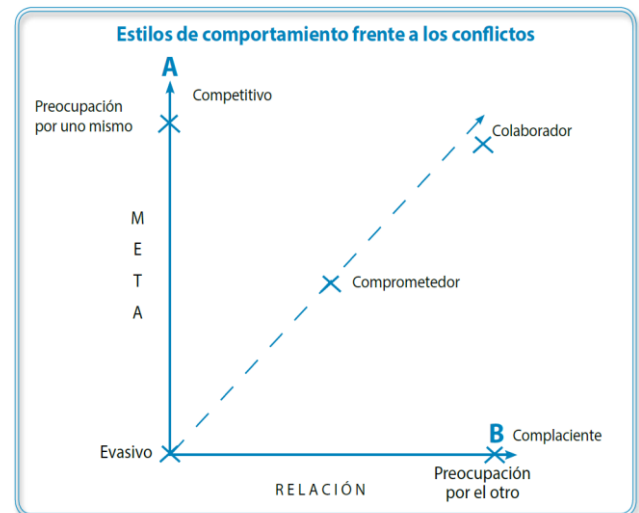 Estilos de comportamiento frente a los conflictos
A
Competitivo
Preocupación
por uno mismo
Colaborador
M
E
T
A
Comprometedor
Evasivo
B Complaciente
Preocupación
por el otro
RELACIÓN